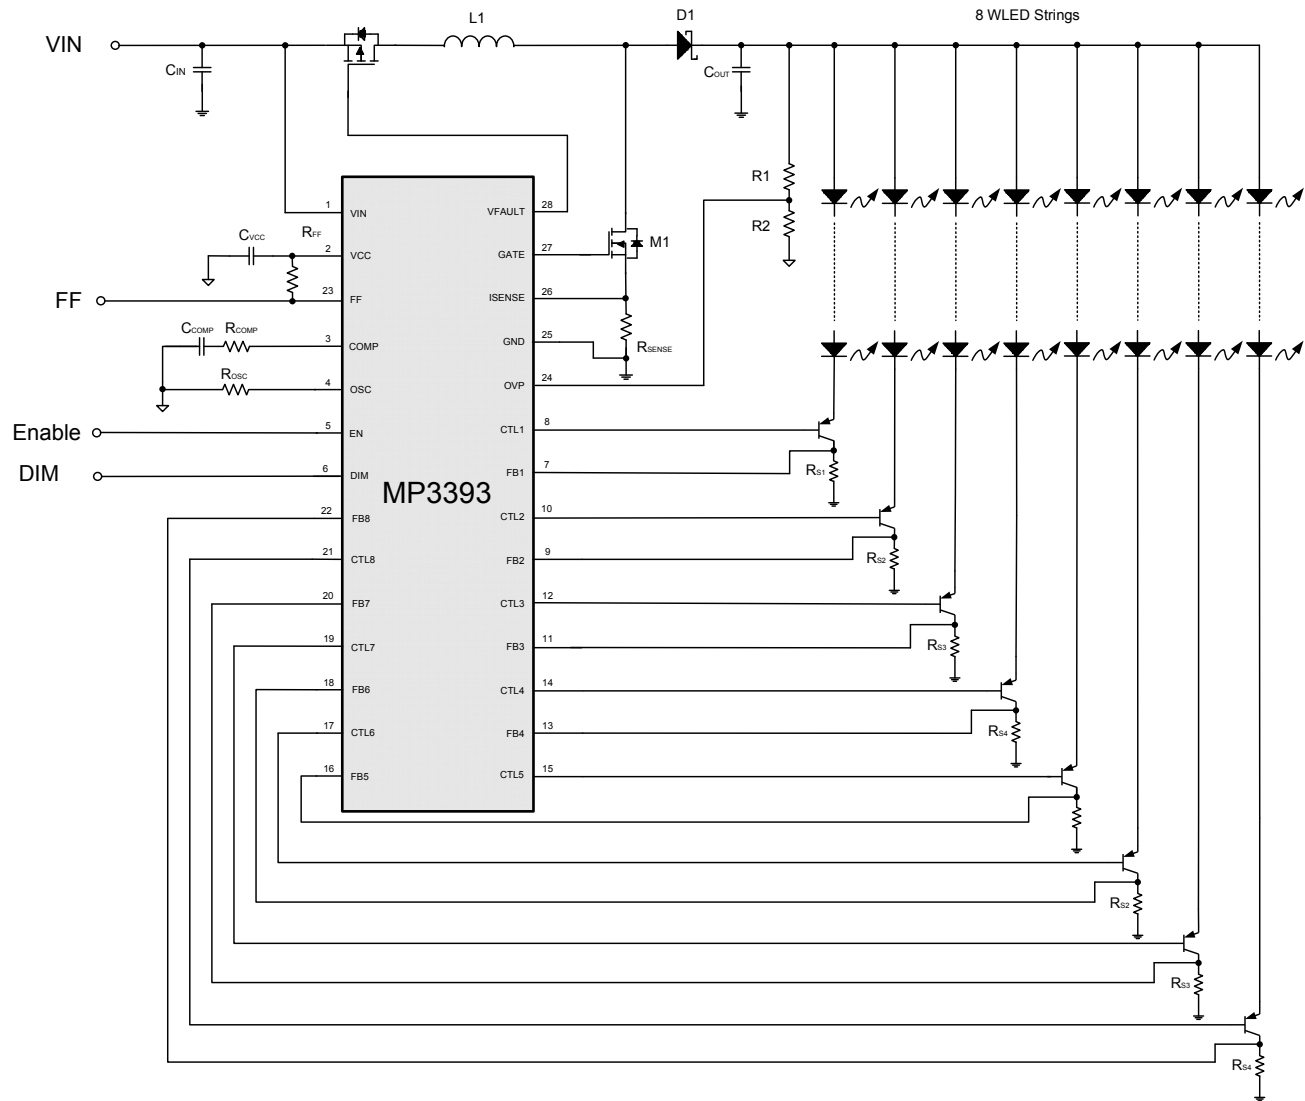 L1
D1
8 WLED Strings
VIN
CIN
COUT
R1
R2
1
VIN
VFAULT
28
CVCC
RFF
2
VCC
GATE
27
M1
FF
23
FF
ISENSE
26
CCOMP
RCOMP
3
COMP
GND
25
RSENSE
ROSC
4
OSC
OVP
24
Enable
5
EN
CTL1
8
DIM
6
DIM
FB1
7
RS1
MP3393
22
FB8
CTL2
10
21
CTL8
FB2
9
RS2
20
FB7
CTL3
12
19
CTL7
FB3
11
RS3
18
FB6
CTL4
14
17
CTL6
FB4
13
RS4
16
FB5
CTL5
15
RS2
RS3
RS4